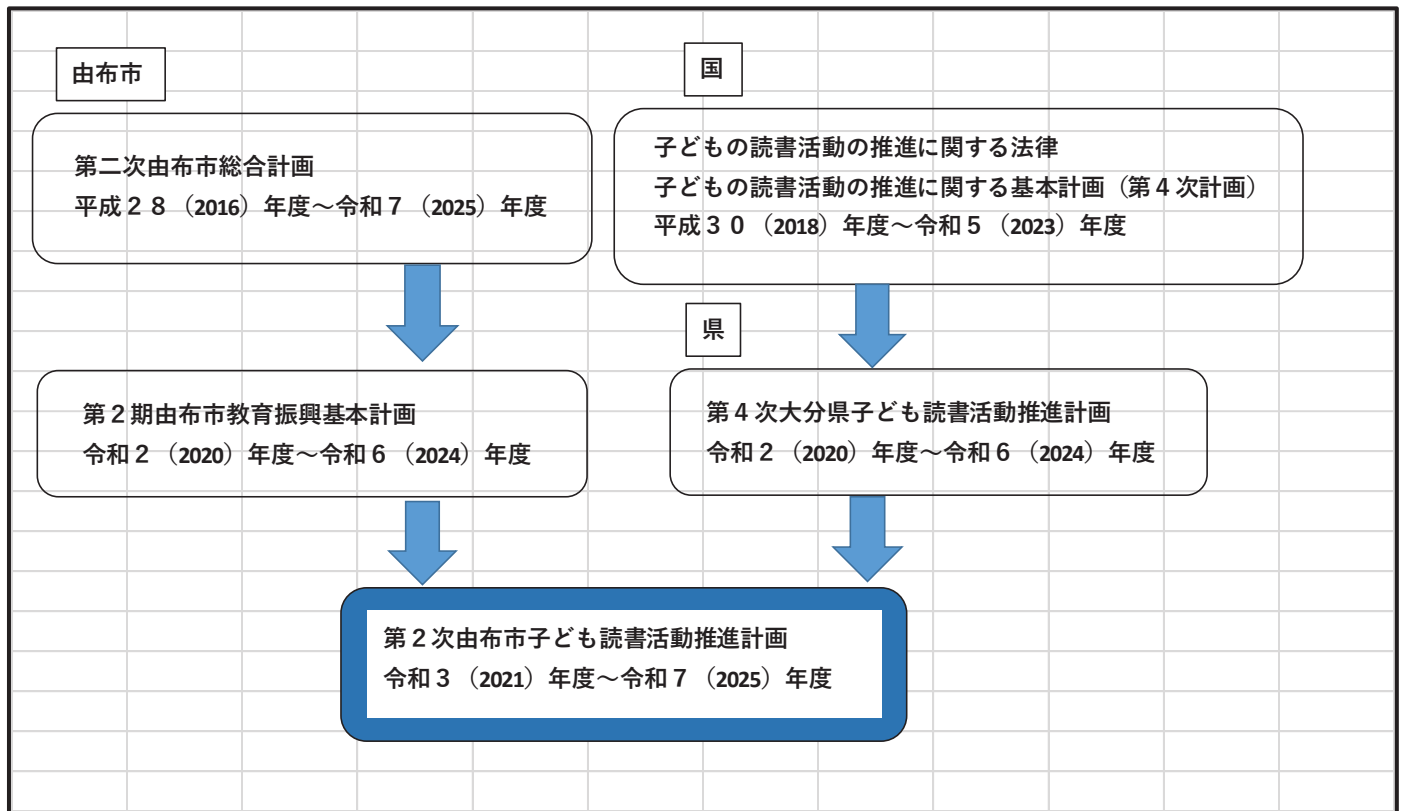 由布市
第二次由布市総合計画
平成２８（2016）年度～令和７（2025）年度
国
子どもの読書活動の推進に関する法律
子どもの読書活動の推進に関する基本計画（第４次計画）
平成３０（2018）年度～令和５（2023）年度
県
第２期由布市教育振興基本計画
令和２（2020）年度～令和６（2024）年度
第４次大分県子ども読書活動推進計画
令和２（2020）年度～令和６（2024）年度
第２次由布市子ども読書活動推進計画
令和３（2021）年度～令和７（2025）年度